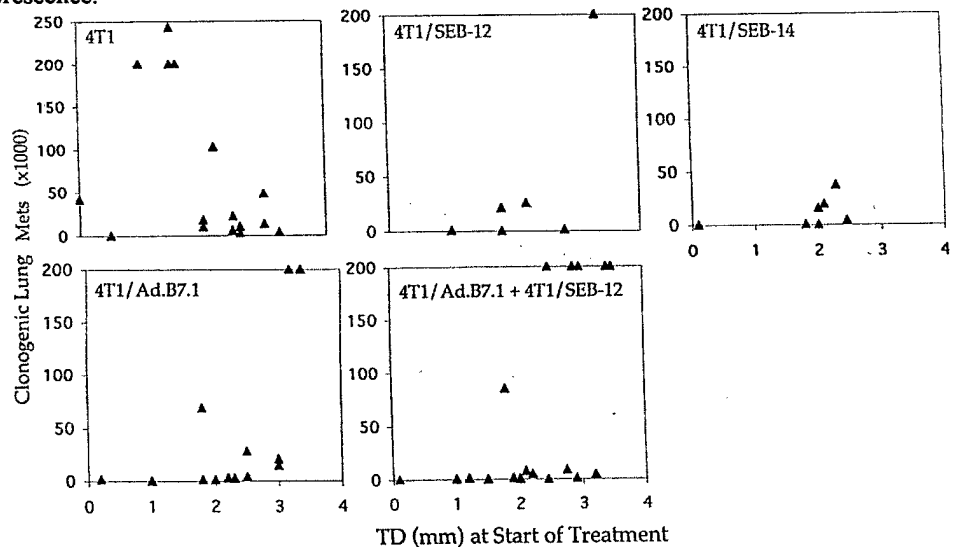 orescence.
4T1
4T1/SEB-12
4T1/SEB-14
250
200
150
100
50
0
200
150
100
50
0
200
150
100
50
0
0 1 2 3 4
4T1/Ad.B7.1
4T1/Ad.B7.1 + 4T1/SEB-12
200
150
100
50
0
200
150
100
50
0
0 1 2 3 4
0 1 2 3 4
Clonogenic Lung Mets (x1000)
TD (mm) at Start of Treatment